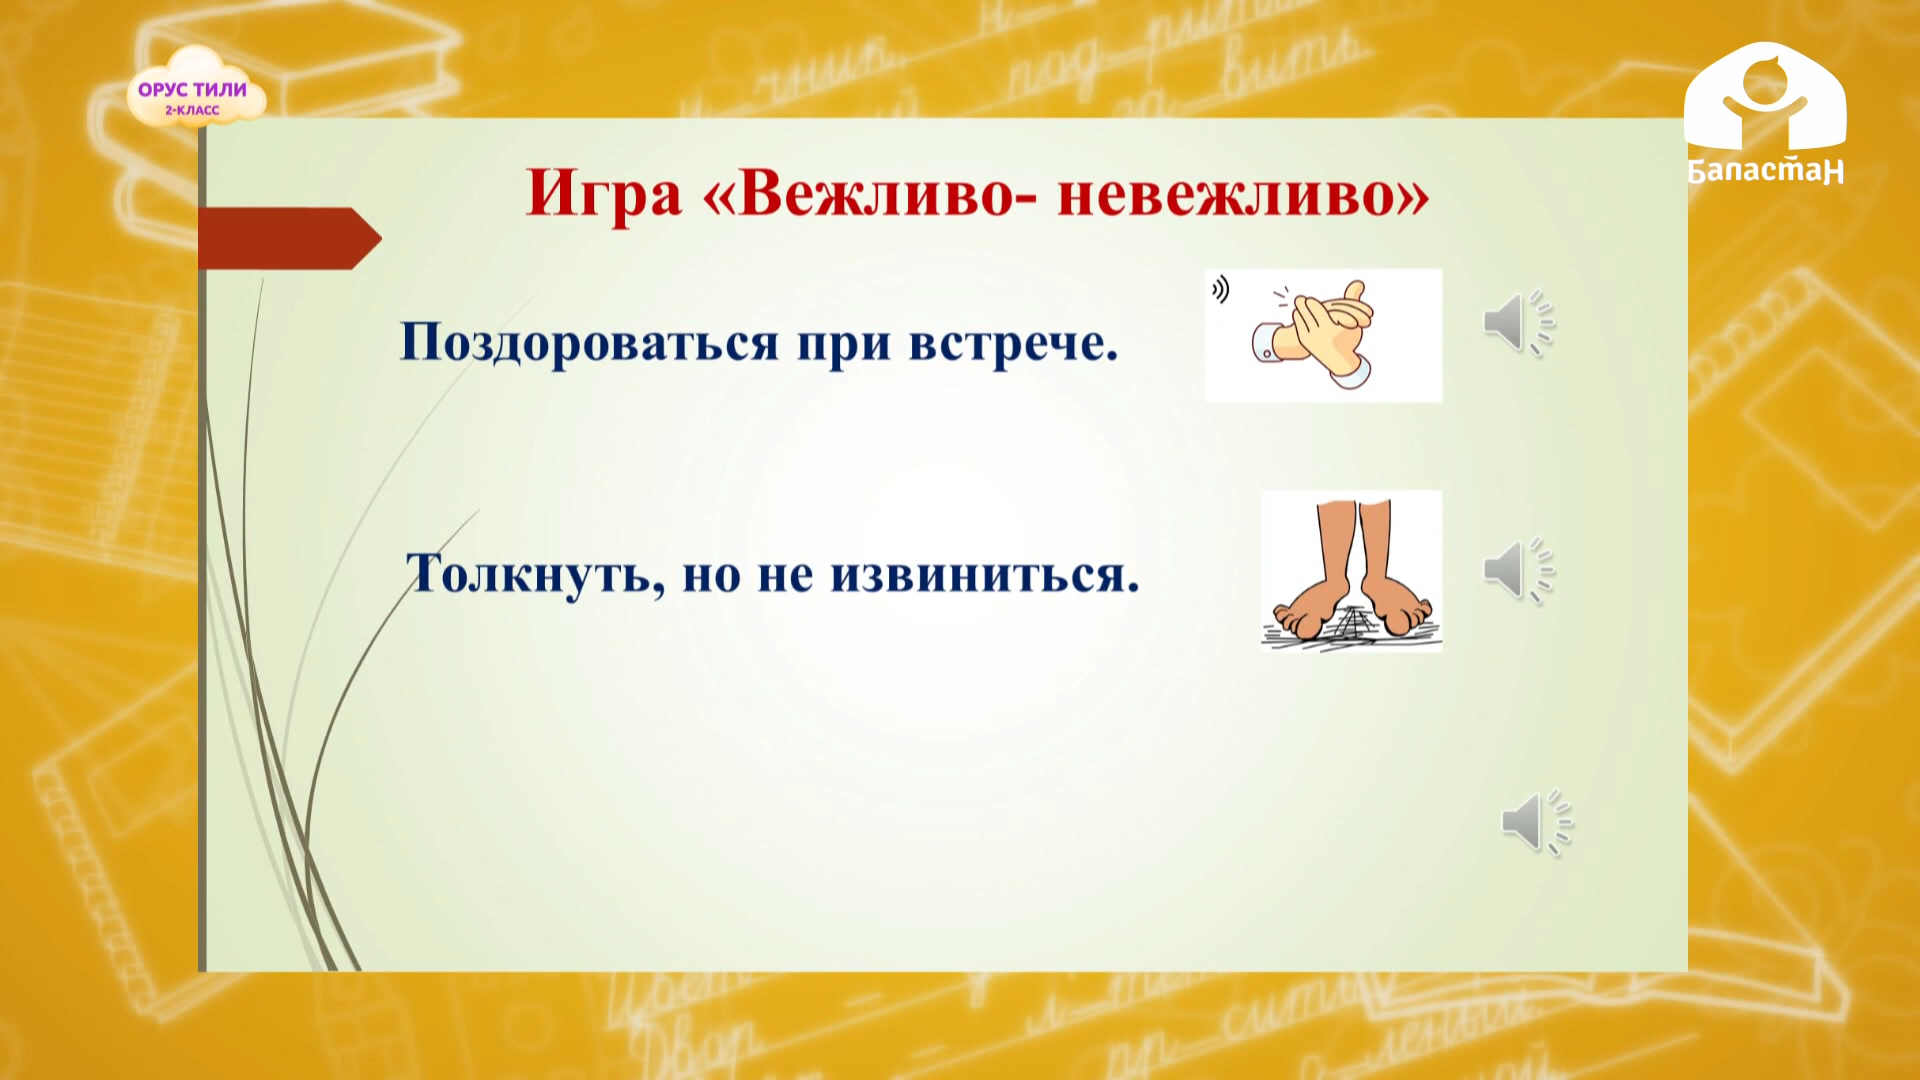 ОРУС ТИЛИ
2-КЛАСС
Баластан
Игра «Вежливо- невежливо»
Поздороваться при встрече.
Толкнуть, но не извиниться.